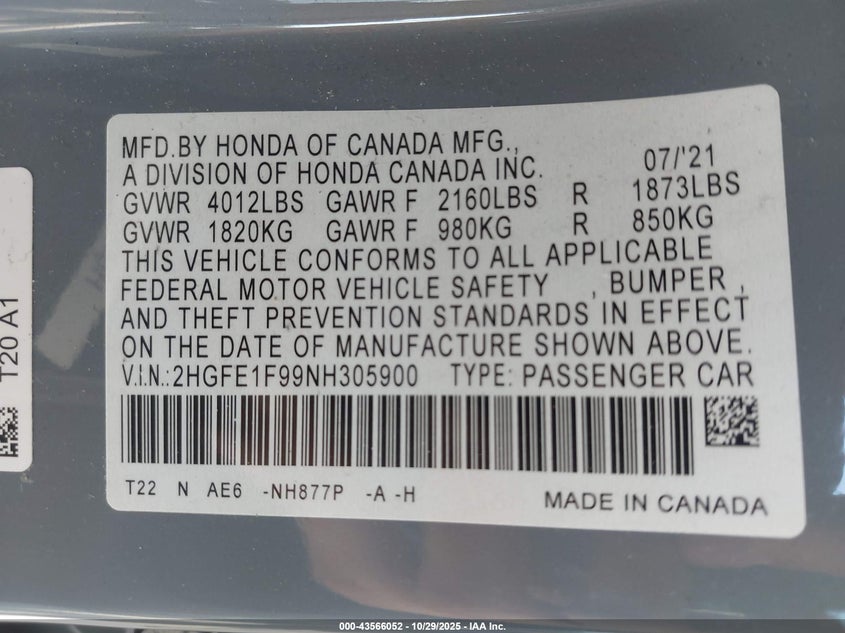 MFD.BY HONDA OF CANADA MFG.,
A DIVISION OF HONDA CANADA INC. 07/'21
GVWR 4012LBS GAWR F 2160LBS R 1873LBS
GVWR 1820KG GAWR F 980KG R 850KG
THIS VEHICLE CONFORMS TO ALL APPLICABLE
FEDERAL MOTOR VEHICLE SAFETY , BUMPER ,
AND THEFT PREVENTION STANDARDS IN EFFECT
ON THE DATE OF MANUFACTURE SHOWN ABOVE.
V.I.N.:2HGFE1F99NH305900 TYPE: PASSENGER CAR
T22 N AE6 -NH877P -A -H MADE IN CANADA
T20 A1
000-43566052 - 10/29/2025 - IAA Inc.